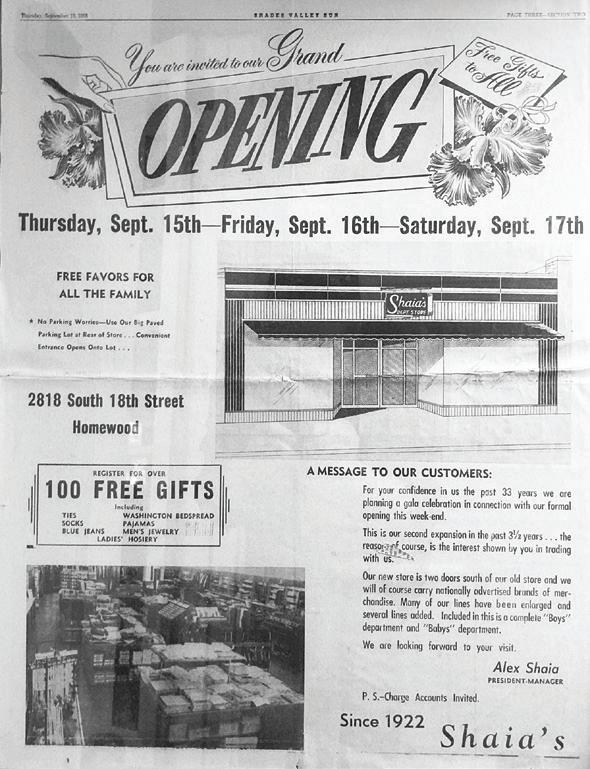 Thursday, September 15, 1955
SHADES VALLEY SUN
PAGE THREE—SECTION TWO
You are invited to our Grand
OPENING
Free Gifts
to All
Thursday, Sept. 15th—Friday, Sept. 16th—Saturday, Sept. 17th
FREE FAVORS FOR
ALL THE FAMILY
★ No Parking Worries—Use Our Big Paved
Parking Lot at Rear of Store . . . Convenient
Entrance Opens Onto Lot . . .
Shaia's
DEPT STORE
2818 South 18th Street
Homewood
REGISTER FOR OVER
100 FREE GIFTS
Including
TIES WASHINGTON BEDSPREAD
SOCKS PAJAMAS
BLUE JEANS MEN'S JEWELRY
LADIES' HOSIERY
A MESSAGE TO OUR CUSTOMERS:
For your confidence in us the past 33 years we are
planning a gala celebration in connection with our formal
opening this week-end.
This is our second expansion in the past 3½ years . . . the
reason, of course, is the interest shown by you in trading
with us.
Our new store is two doors south of our old store and we
will of course carry nationally advertised brands of mer-
chandise. Many of our lines have been enlarged and
several lines added. Included in this is a complete "Boys"
department and "Babys" department.
We are looking forward to your visit.
Alex Shaia
PRESIDENT-MANAGER
P. S.—Charge Accounts Invited.
Since 1922 Shaia's